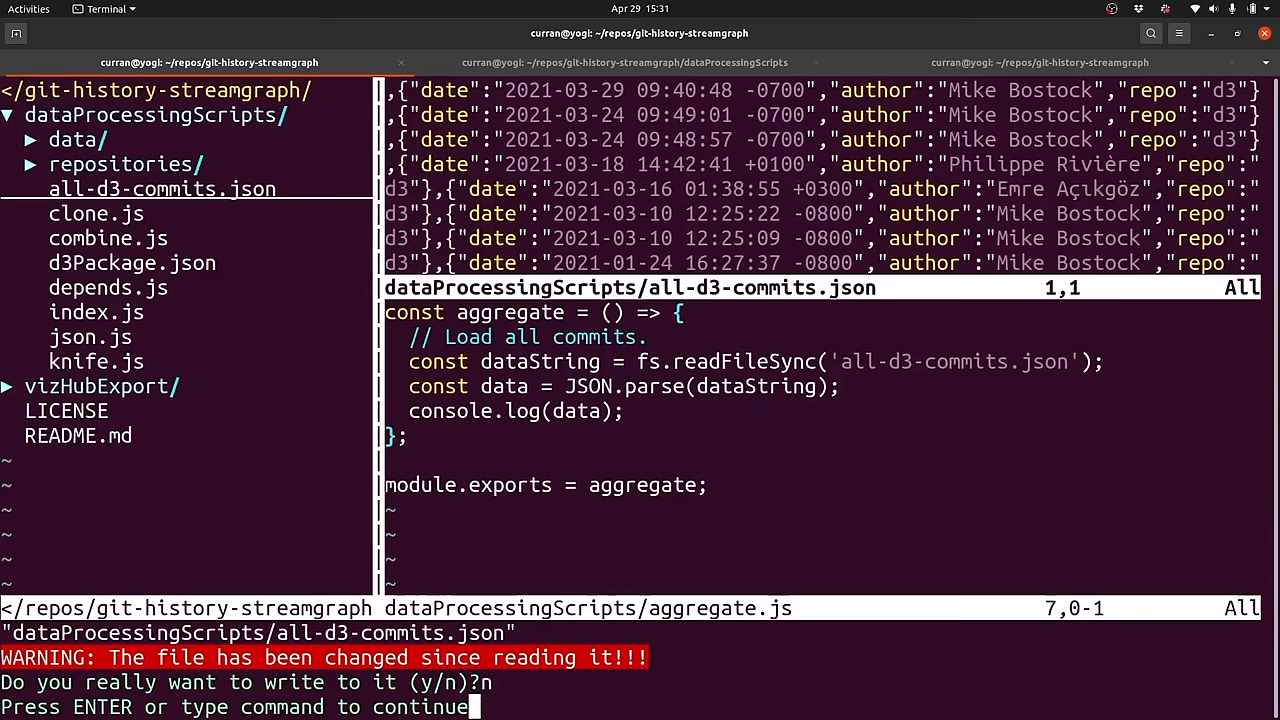 Activities
Terminal
Apr 29 15:31
curran@yogi: ~/repos/git-history-streamgraph
curran@yogi: ~/repos/git-history-streamgraph
curran@yogi: ~/repos/git-history-streamgraph/dataProcessingScripts
curran@yogi: ~/repos/git-history-streamgraph
</git-history-streamgraph/
▼ dataProcessingScripts/
▶ data/
▶ repositories/
all-d3-commits.json
clone.js
combine.js
d3Package.json
depends.js
index.js
json.js
knife.js
▶ vizHubExport/
LICENSE
README.md
~
~
~
~
~
~
</repos/git-history-streamgraph
,{"date":"2021-03-29 09:40:48 -0700","author":"Mike Bostock","repo":"d3"}
,{"date":"2021-03-24 09:49:01 -0700","author":"Mike Bostock","repo":"d3"}
,{"date":"2021-03-24 09:48:57 -0700","author":"Mike Bostock","repo":"d3"}
,{"date":"2021-03-18 14:42:41 +0100","author":"Philippe Rivière","repo":"
d3"},{"date":"2021-03-16 01:38:55 +0300","author":"Emre Açıkgöz","repo":"
d3"},{"date":"2021-03-10 12:25:22 -0800","author":"Mike Bostock","repo":"
d3"},{"date":"2021-03-10 12:25:09 -0800","author":"Mike Bostock","repo":"
d3"},{"date":"2021-01-24 16:27:37 -0800","author":"Mike Bostock","repo":"
dataProcessingScripts/all-d3-commits.json 1,1 All
const aggregate = () => {
// Load all commits.
const dataString = fs.readFileSync('all-d3-commits.json');
const data = JSON.parse(dataString);
console.log(data);
};
module.exports = aggregate;
~
~
~
~
dataProcessingScripts/aggregate.js 7,0-1 All
"dataProcessingScripts/all-d3-commits.json"
WARNING: The file has been changed since reading it!!!
Do you really want to write to it (y/n)?n
Press ENTER or type command to continue